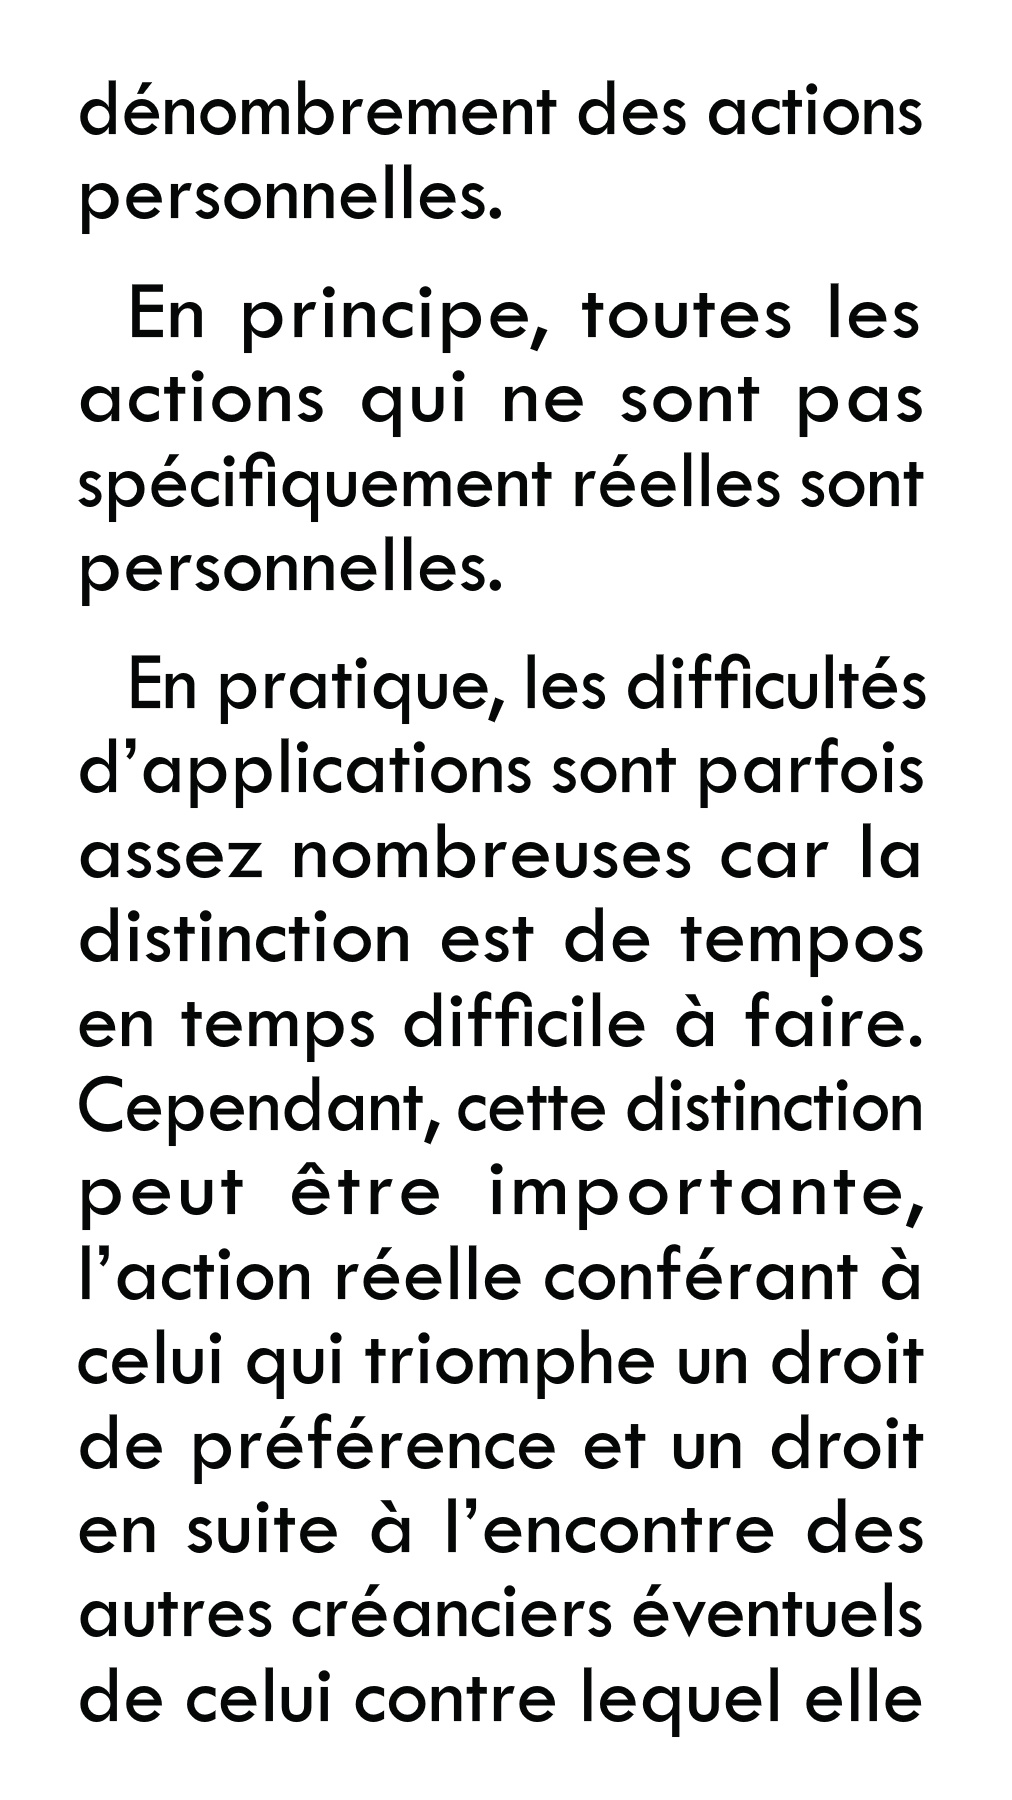 dénombrement des actions
personnelles.
En principe, toutes les
actions qui ne sont pas
spécifiquement réelles sont
personnelles.
En pratique, les difficultés
d’applications sont parfois
assez nombreuses car la
distinction est de tempos
en temps difficile à faire.
Cependant, cette distinction
peut être importante,
l’action réelle conférant à
celui qui triomphe un droit
de préférence et un droit
en suite à l’encontre des
autres créanciers éventuels
de celui contre lequel elle